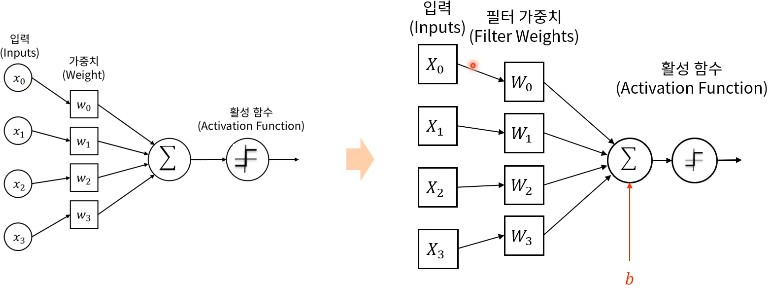 입력
(Inputs)
가중치
(Weight)
활성 함수
(Activation Function)
x₀
x₁
x₂
x₃
w₀
w₁
w₂
w₃
∑
입력
(Inputs)
필터 가중치
(Filter Weights)
활성 함수
(Activation Function)
X₀
X₁
X₂
X₃
W₀
W₁
W₂
W₃
∑
b